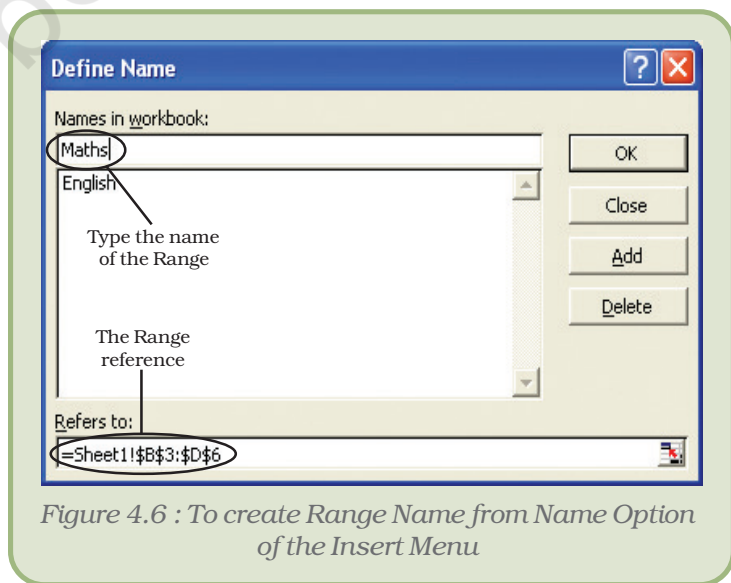 Define Name
Names in workbook:
Maths
English
Type the name
of the Range
The Range
reference
Refers to:
=Sheet1!$B$3:$D$6
OK
Close
Add
Delete
Figure 4.6 : To create Range Name from Name Option
of the Insert Menu